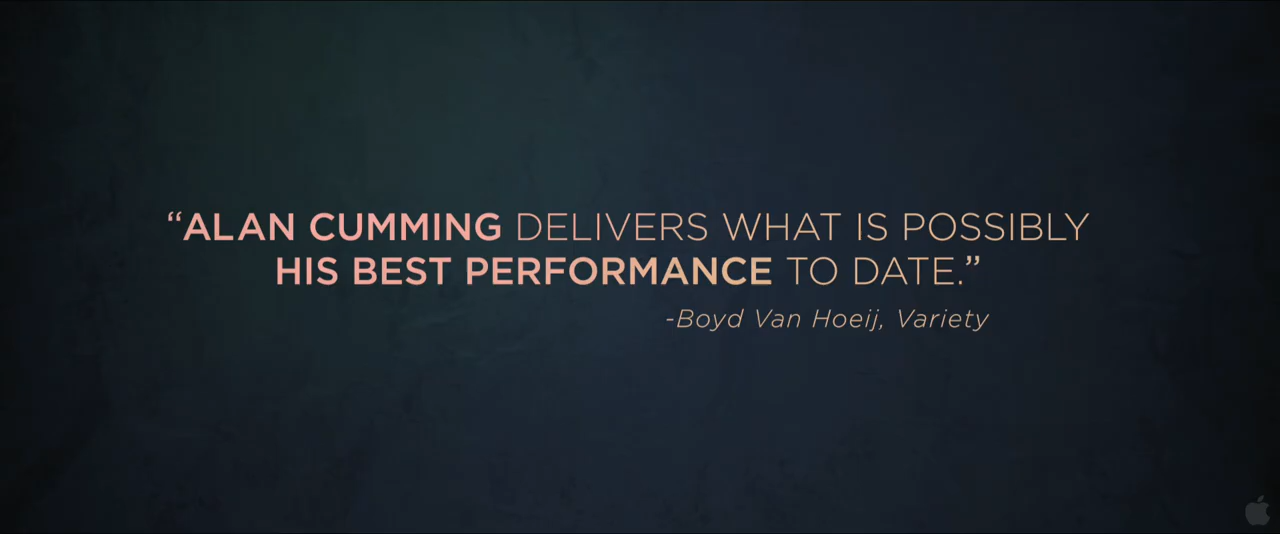 “ALAN CUMMING DELIVERS WHAT IS POSSIBLY
HIS BEST PERFORMANCE TO DATE.”
-Boyd Van Hoeij, Variety